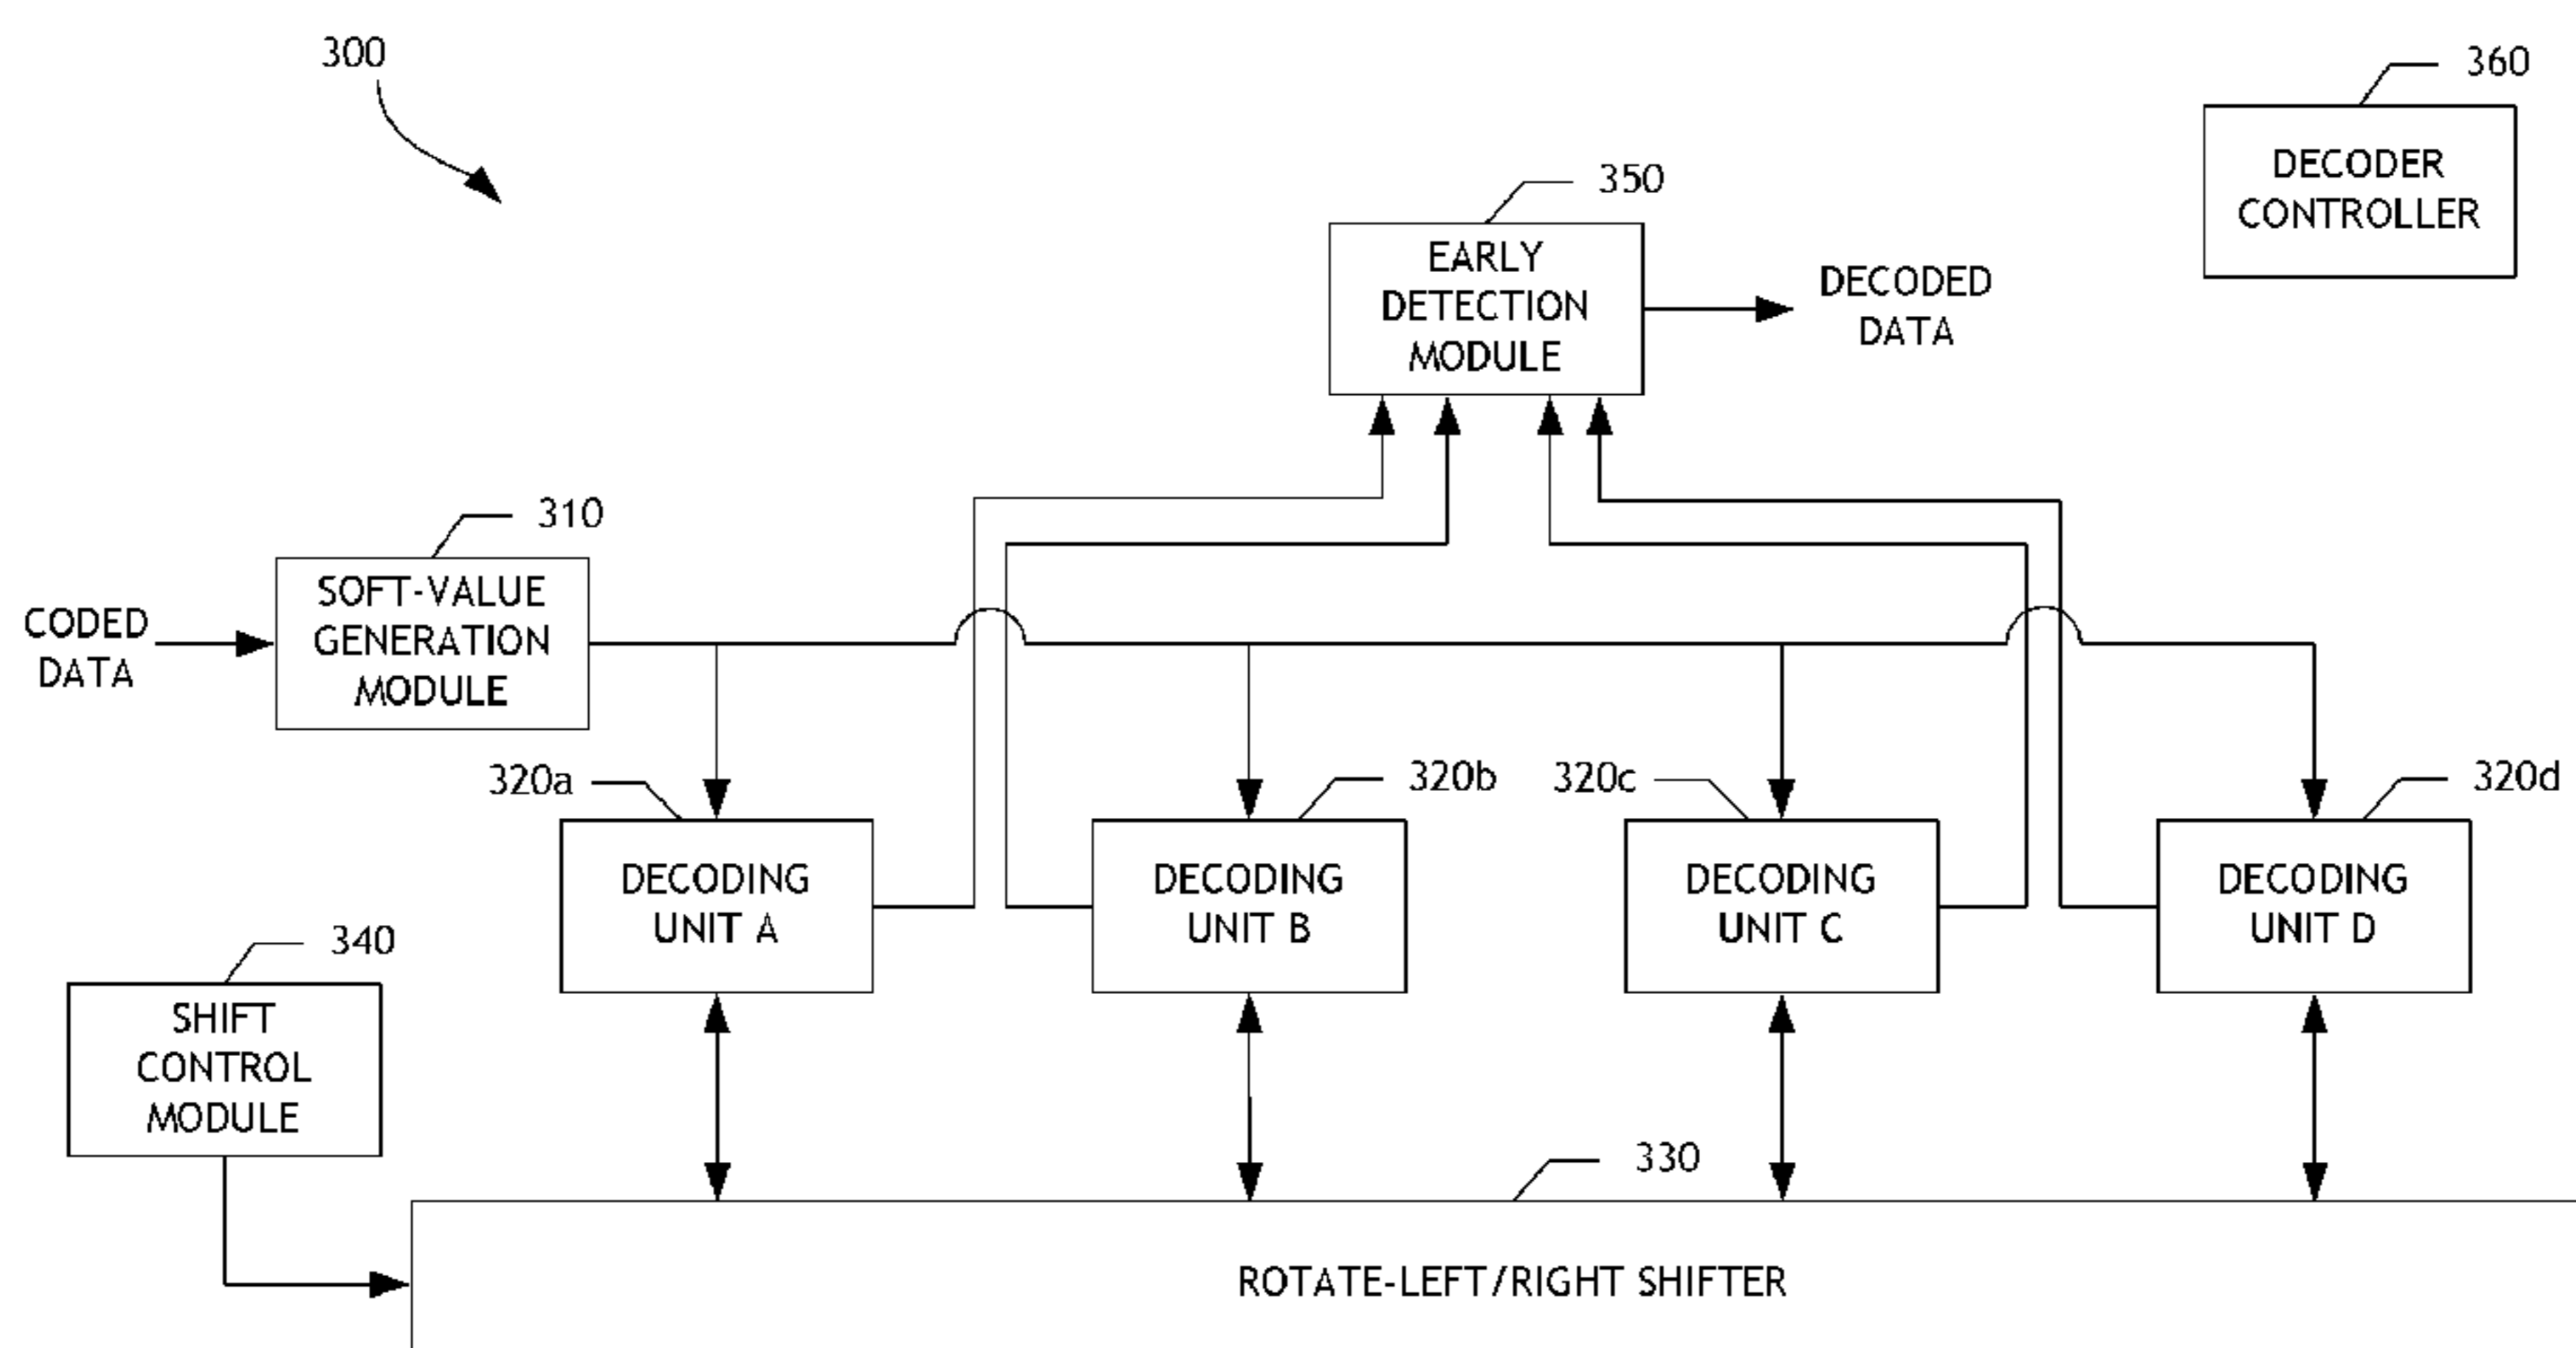 300
360
DECODER
CONTROLLER
350
EARLY
DETECTION
MODULE
DECODED
DATA
310
SOFT-VALUE
GENERATION
MODULE
CODED
DATA
320a
320b
320c
320d
DECODING
UNIT A
DECODING
UNIT B
DECODING
UNIT C
DECODING
UNIT D
340
SHIFT
CONTROL
MODULE
330
ROTATE-LEFT/RIGHT SHIFTER